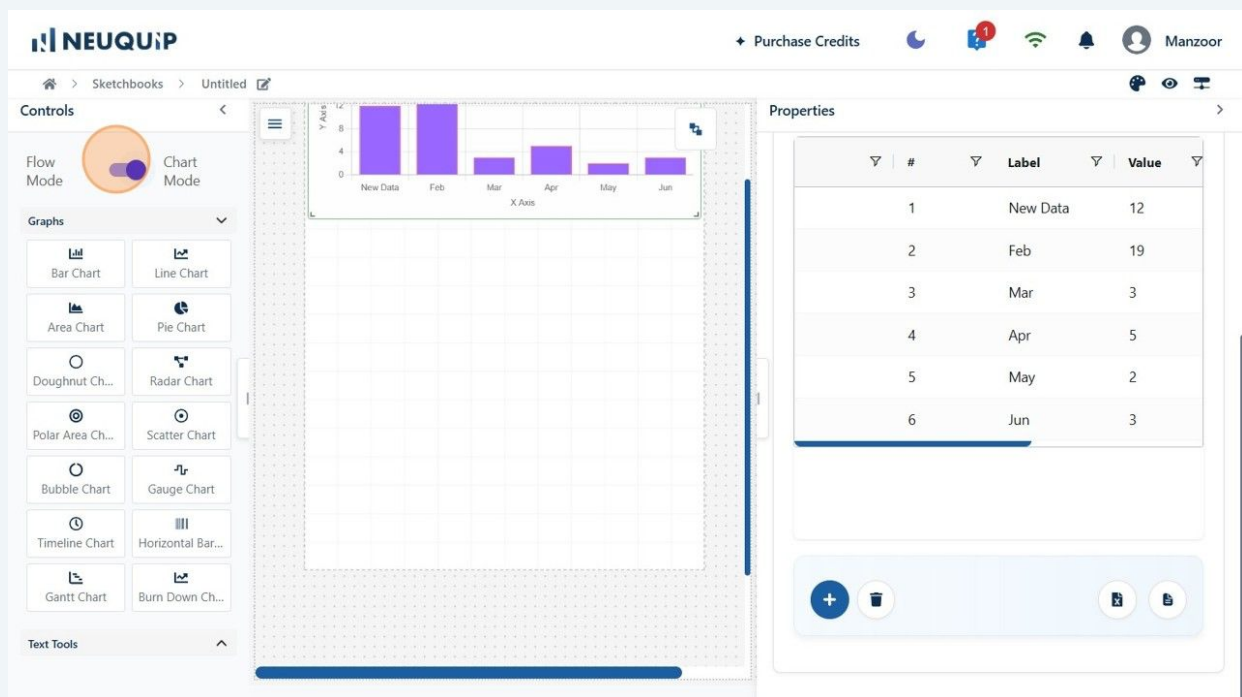 NEUQUIP
Purchase Credits
1
Manzoor
Sketchbooks > Untitled
Controls
Properties
Flow Mode
Chart Mode
Graphs
Bar Chart
Line Chart
Area Chart
Pie Chart
Doughnut Ch...
Radar Chart
Polar Area Ch...
Scatter Chart
Bubble Chart
Gauge Chart
Timeline Chart
Horizontal Bar...
Gantt Chart
Burn Down Ch...
Text Tools
Y Axis
12
8
4
0
New Data Feb Mar Apr May Jun
X Axis
# Label Value
1 New Data 12
2 Feb 19
3 Mar 3
4 Apr 5
5 May 2
6 Jun 3